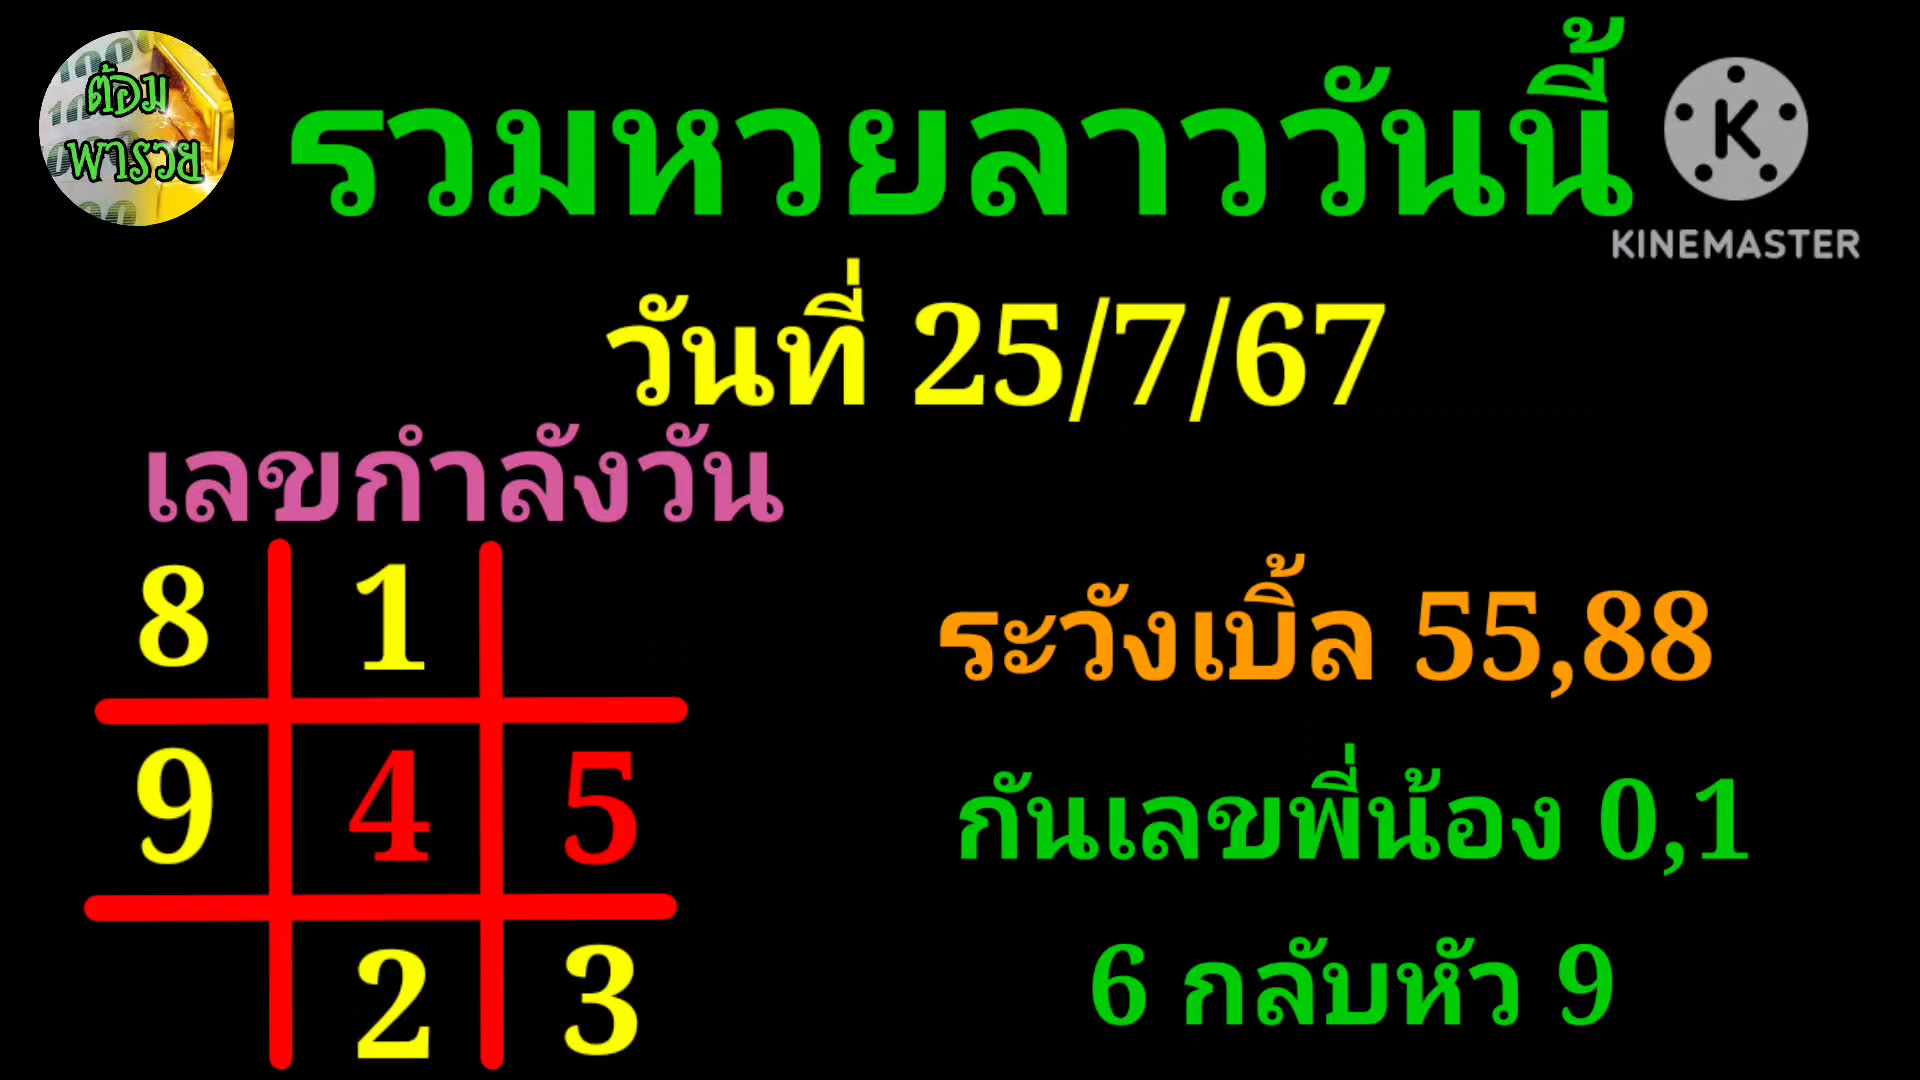 ต้อม
พารวย
รวมหวยลาววันนี้
KINEMASTER
วันที่ 25/7/67
เลขกำลังวัน
8 1
9 4 5
2 3
ระวังเบิ้ล 55,88
กันเลขพี่น้อง 0,1
6 กลับหัว 9